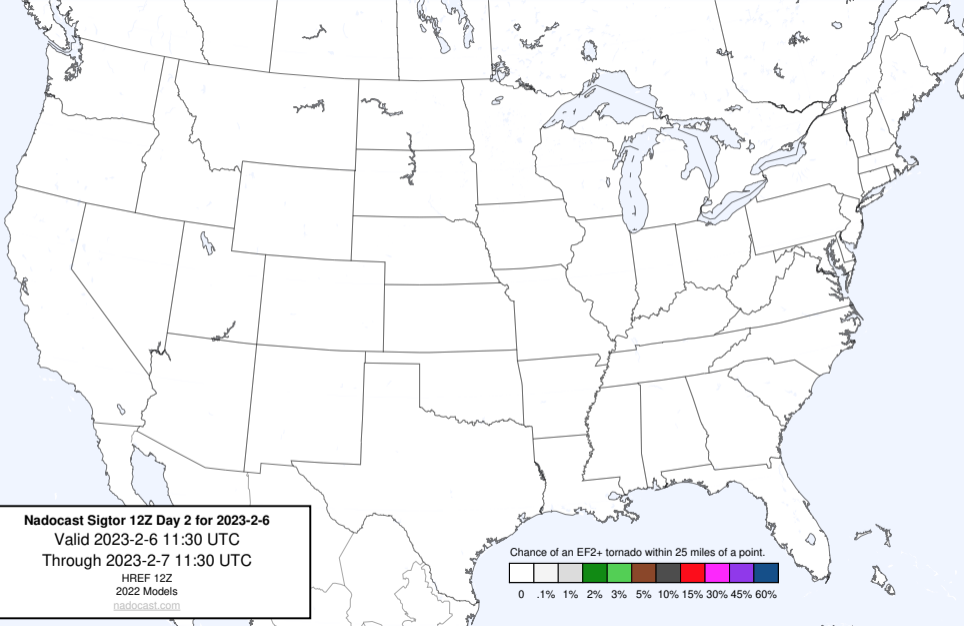 Nadocast Sigtor 12Z Day 2 for 2023-2-6
Valid 2023-2-6 11:30 UTC
Through 2023-2-7 11:30 UTC
HREF 12Z
2022 Models
nadocast.com
Chance of an EF2+ tornado within 25 miles of a point.
0 .1% 1% 2% 3% 5% 10% 15% 30% 45% 60%